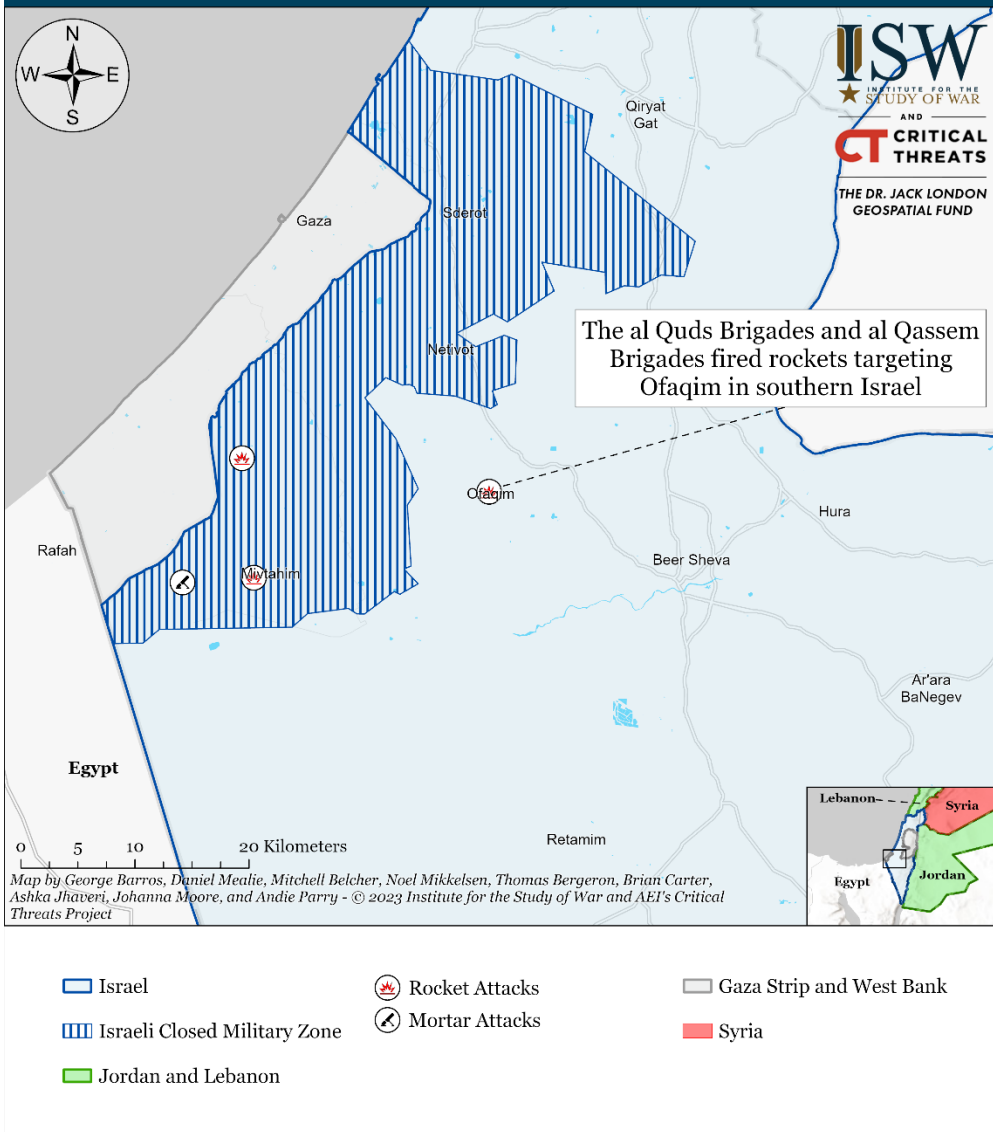 N
W E
S
ISW
INSTITUTE FOR THE
STUDY OF WAR
AND
CT CRITICAL
THREATS
THE DR. JACK LONDON
GEOSPATIAL FUND
Qiryat
Gat
Gaza
Sderot
The al Quds Brigades and al Qassem
Brigades fired rockets targeting
Ofaqim in southern Israel
Netivot
Ofaqim
Hura
Rafah
Beer Sheva
Mivtahim
Ar'ara
BaNegev
Egypt
Retamim
0 5 10 20 Kilometers
Map by George Barros, Daniel Mealie, Mitchell Belcher, Noel Mikkelsen, Thomas Bergeron, Brian Carter,
Ashka Jhaveri, Johanna Moore, and Andie Parry - © 2023 Institute for the Study of War and AEI's Critical
Threats Project
Lebanon
Syria
Egypt
Jordan
Israel
Israeli Closed Military Zone
Jordan and Lebanon
Rocket Attacks
Mortar Attacks
Gaza Strip and West Bank
Syria